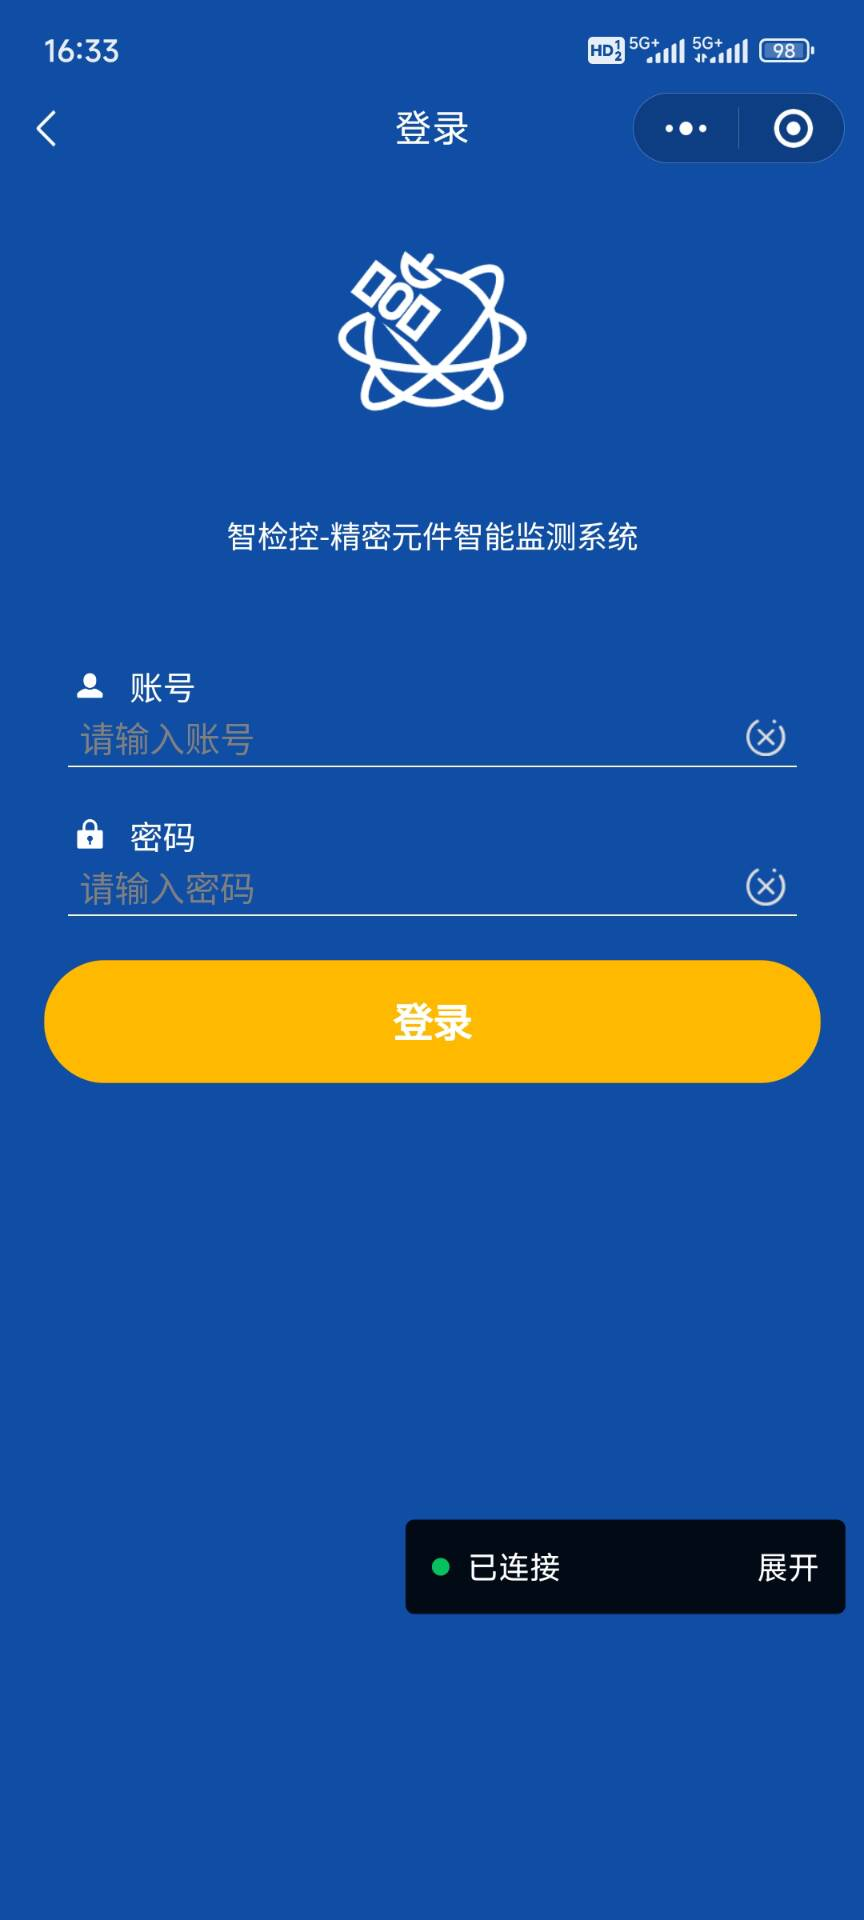 16:33
HD 1 2 5G+ 5G+ 98
登录
智检控-精密元件智能监测系统
账号
请输入账号
密码
请输入密码
登录
已连接 展开